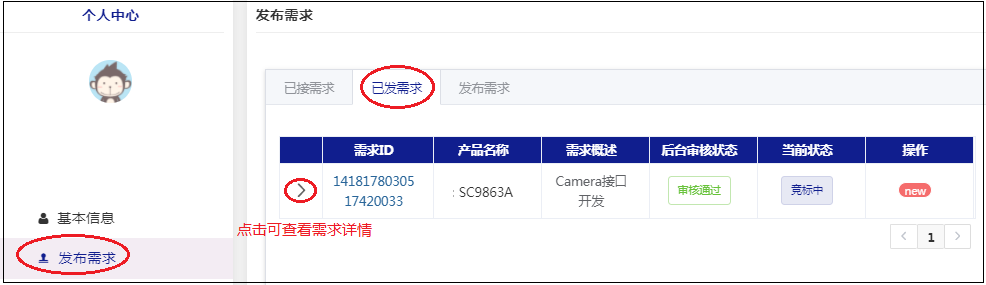 个人中心
发布需求
已接需求
已发需求
发布需求
需求ID
产品名称
需求概述
后台审核状态
当前状态
操作
14181780305
17420033
: SC9863A
Camera接口
开发
审核通过
竞标中
new
点击可查看需求详情
1
基本信息
发布需求